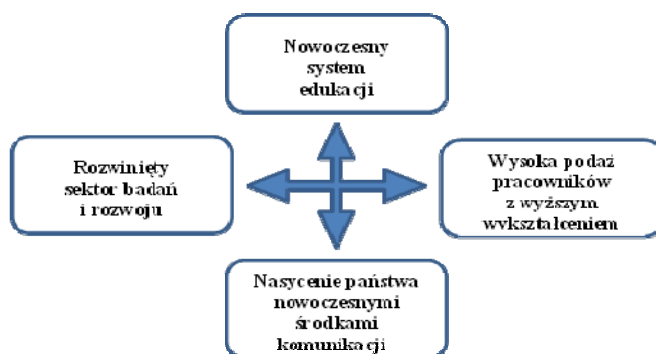 Nowoczesny
system
edukacji
Rozwinięty
sektor badań
i rozwoju
Wysoka podaż
pracowników
z wyższym
wykształceniem
Nasycenie państwa
nowoczesnymi
środkami
komunikacji